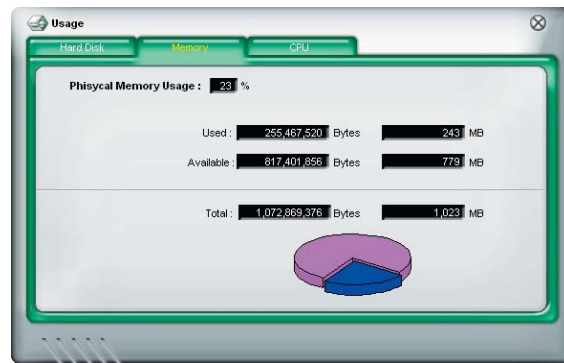 Usage
Hard Disk Memory CPU
Phisycal Memory Usage : 23 %
Used : 255,467,520 Bytes 243 MB
Available : 817,401,856 Bytes 779 MB
Total : 1,072,869,376 Bytes 1,023 MB